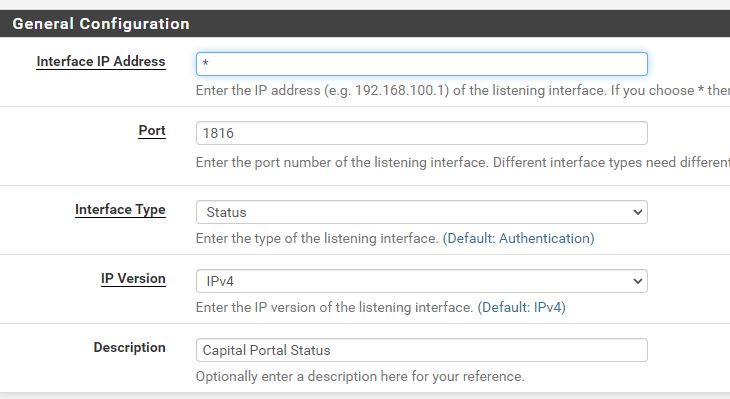 General Configuration
Interface IP Address
*
Enter the IP address (e.g. 192.168.100.1) of the listening interface. If you choose * then
Port
1816
Enter the port number of the listening interface. Different interface types need different
Interface Type
Status
Enter the type of the listening interface. (Default: Authentication)
IP Version
IPv4
Enter the IP version of the listening interface. (Default: IPv4)
Description
Capital Portal Status
Optionally enter a description here for your reference.